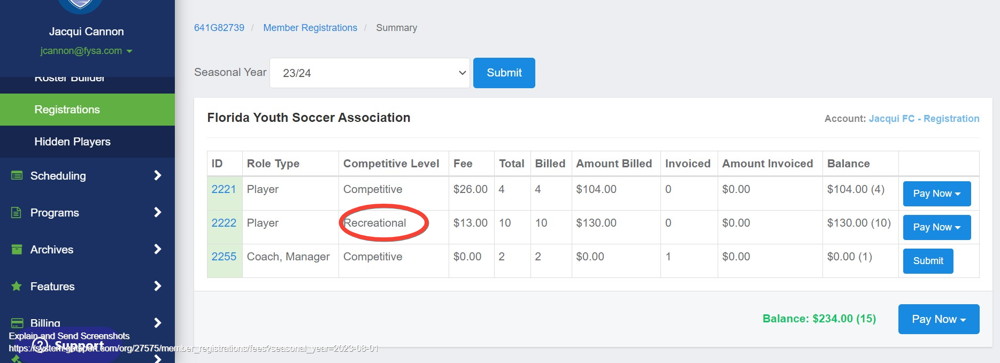 Jacqui Cannon
jcannon@fysa.com
Roster Builder
Registrations
Hidden Players
Scheduling
Programs
Archives
Features
Billing
Support
Explain and Send Screenshots
https://system.gotsport.com/org/27575/member_registrations/fees?seasonal_year=2023-08-01
641G82739 / Member Registrations / Summary
Seasonal Year 23/24 Submit
Florida Youth Soccer Association Account: Jacqui FC - Registration
ID Role Type Competitive Level Fee Total Billed Amount Billed Invoiced Amount Invoiced Balance
2221 Player Competitive $26.00 4 4 $104.00 0 $0.00 $104.00 (4) Pay Now
2222 Player Recreational $13.00 10 10 $130.00 0 $0.00 $130.00 (10) Pay Now
2255 Coach, Manager Competitive $0.00 2 2 $0.00 1 $0.00 $0.00 (1) Submit
Balance: $234.00 (15) Pay Now